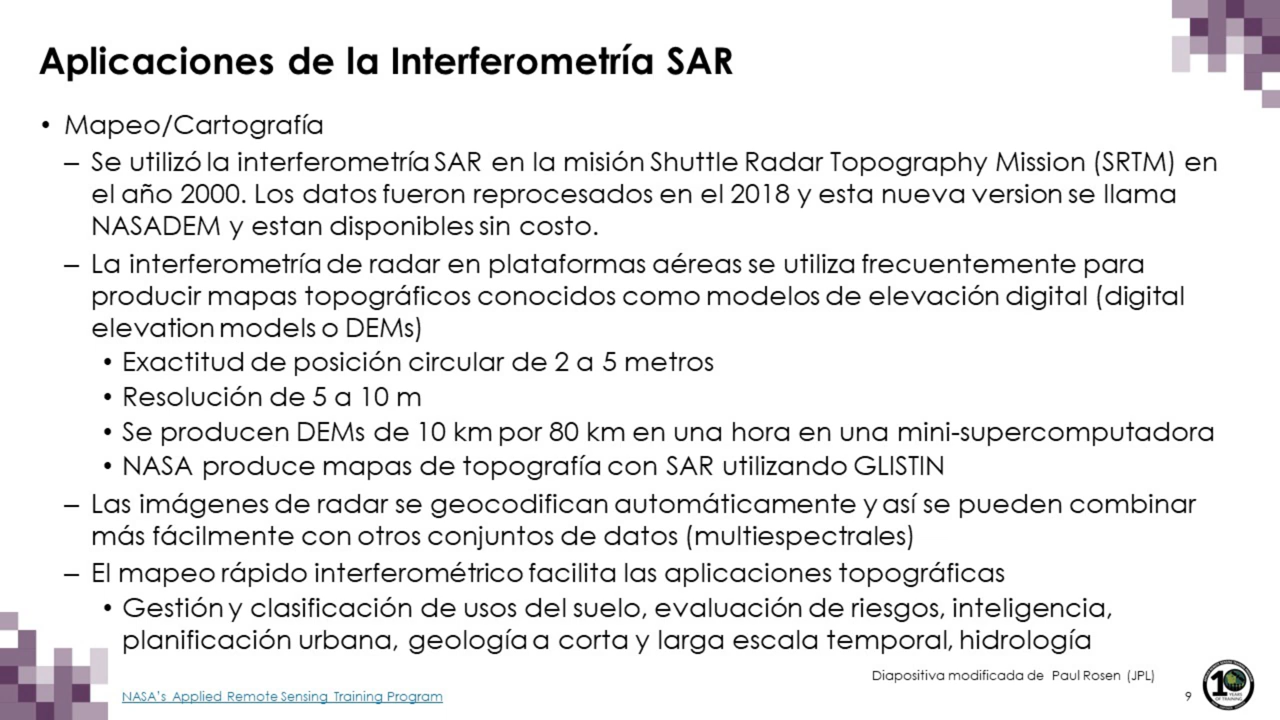 Aplicaciones de la Interferometría SAR
• Mapeo/Cartografía
– Se utilizó la interferometría SAR en la misión Shuttle Radar Topography Mission (SRTM) en
el año 2000. Los datos fueron reprocesados en el 2018 y esta nueva version se llama
NASADEM y estan disponibles sin costo.
– La interferometría de radar en plataformas aéreas se utiliza frecuentemente para
producir mapas topográficos conocidos como modelos de elevación digital (digital
elevation models o DEMs)
• Exactitud de posición circular de 2 a 5 metros
• Resolución de 5 a 10 m
• Se producen DEMs de 10 km por 80 km en una hora en una mini-supercomputadora
• NASA produce mapas de topografía con SAR utilizando GLISTIN
– Las imágenes de radar se geocodifican automáticamente y así se pueden combinar
más fácilmente con otros conjuntos de datos (multiespectrales)
– El mapeo rápido interferométrico facilita las aplicaciones topográficas
• Gestión y clasificación de usos del suelo, evaluación de riesgos, inteligencia,
planificación urbana, geología a corta y larga escala temporal, hidrología
Diapositiva modificada de Paul Rosen (JPL)
NASA's Applied Remote Sensing Training Program
9
10
YEARS
OF TRAINING